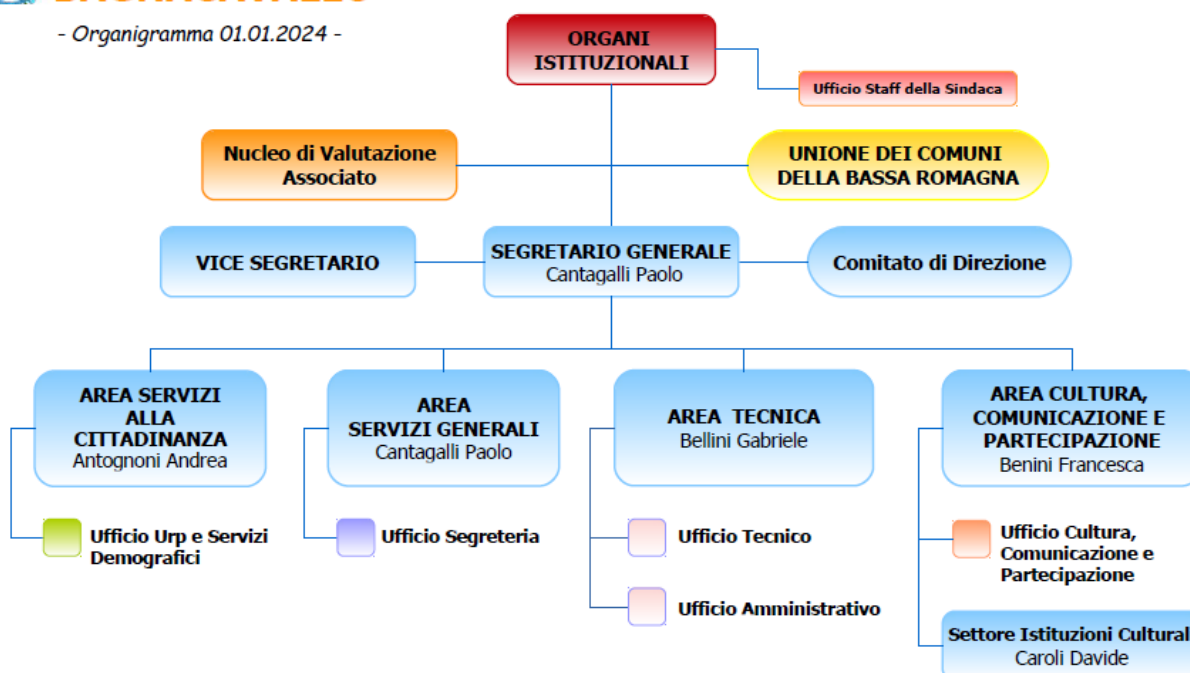 - Organigramma 01.01.2024 -
ORGANI
ISTITUZIONALI
Ufficio Staff della Sindaca
Nucleo di Valutazione
Associato
UNIONE DEI COMUNI
DELLA BASSA ROMAGNA
VICE SEGRETARIO
SEGRETARIO GENERALE
Cantagalli Paolo
Comitato di Direzione
AREA SERVIZI
ALLA
CITTADINANZA
Antognoni Andrea
AREA
SERVIZI GENERALI
Cantagalli Paolo
AREA TECNICA
Bellini Gabriele
AREA CULTURA,
COMUNICAZIONE E
PARTECIPAZIONE
Benini Francesca
Ufficio Urp e Servizi
Demografici
Ufficio Segreteria
Ufficio Tecnico
Ufficio Amministrativo
Ufficio Cultura,
Comunicazione e
Partecipazione
Settore Istituzioni Cultural
Caroli Davide